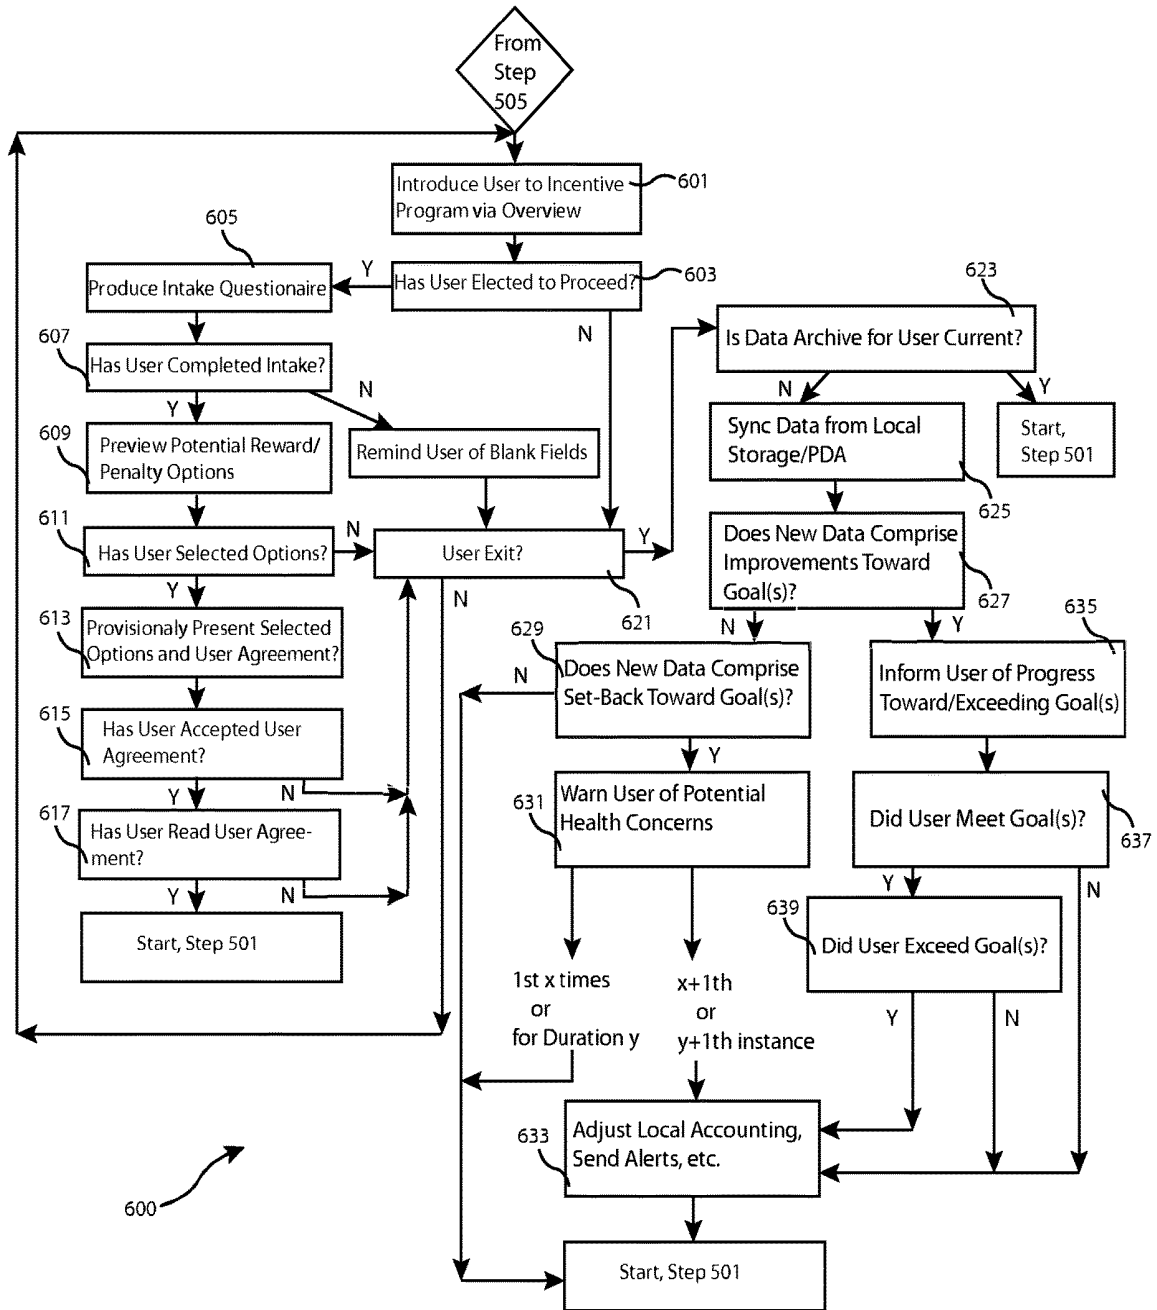 From
Step
505
Introduce User to Incentive
Program via Overview
601
605
Y
Has User Elected to Proceed?
603
Produce Intake Questionaire
623
N
Is Data Archive for User Current?
607
Has User Completed Intake?
N
N
Y
Y
609
Preview Potential Reward/
Penalty Options
Remind User of Blank Fields
Sync Data from Local
Storage/PDA
Start,
Step 501
625
611
Has User Selected Options?
N
User Exit?
Y
Does New Data Comprise
Improvements Toward
Goal(s)?
627
Y
N
621
N
Y
635
613
Provisionaly Present Selected
Options and User Agreement?
629
Does New Data Comprise
Set-Back Toward Goal(s)?
N
Inform User of Progress
Toward/Exceeding Goal(s)
615
Has User Accepted User
Agreement?
Y
Y
N
631
Warn User of Potential
Health Concerns
Did User Meet Goal(s)?
637
617
Has User Read User Agree-
ment?
Y
N
Y
N
639
Did User Exceed Goal(s)?
Start, Step 501
1st x times
or
for Duration y
x+1th
or
y+1th instance
Y
N
633
Adjust Local Accounting,
Send Alerts, etc.
600
Start, Step 501